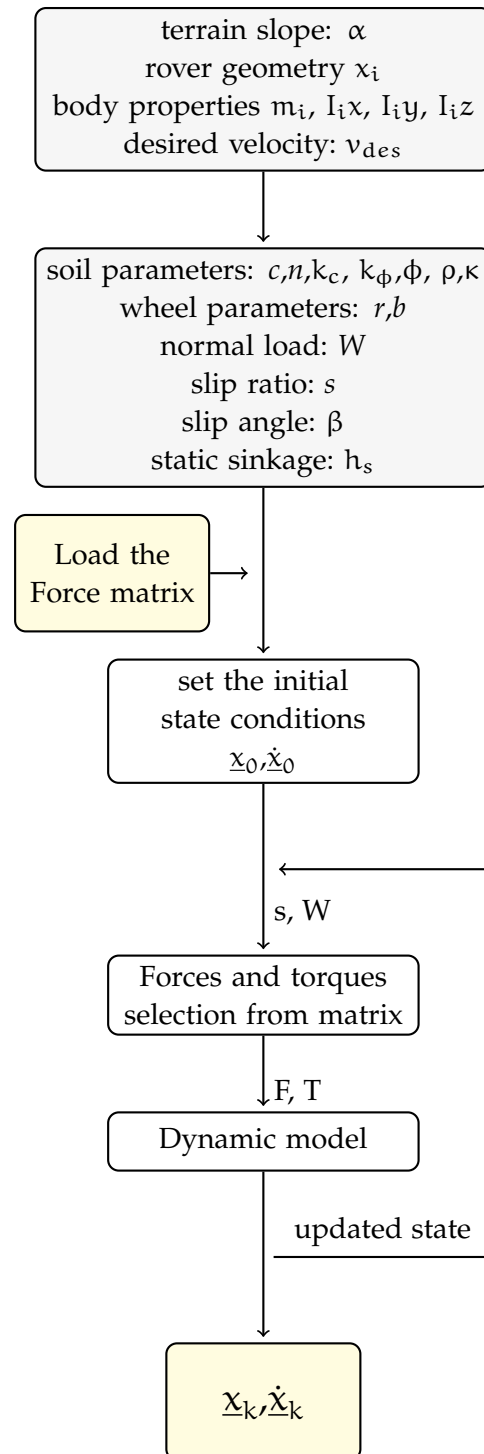 terrain slope: α
rover geometry xᵢ
body properties mᵢ, Iᵢx, Iᵢy, Iᵢz
desired velocity: v_des
soil parameters: c,n,k_c, k_ϕ,ϕ, ρ,κ
wheel parameters: r,b
normal load: W
slip ratio: s
slip angle: β
static sinkage: hₛ
Load the
Force matrix
set the initial
state conditions
x̲₀,ẋ̲₀
s, W
Forces and torques
selection from matrix
F, T
Dynamic model
updated state
x̲ₖ,ẋ̲ₖ